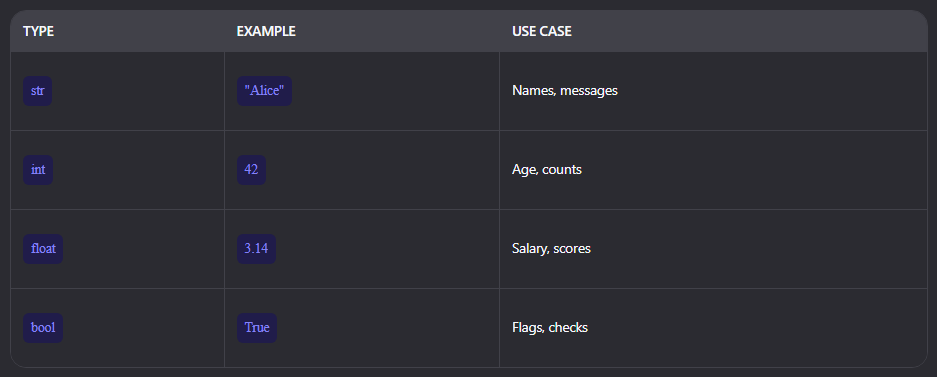 TYPE EXAMPLE USE CASE
str "Alice" Names, messages
int 42 Age, counts
float 3.14 Salary, scores
bool True Flags, checks